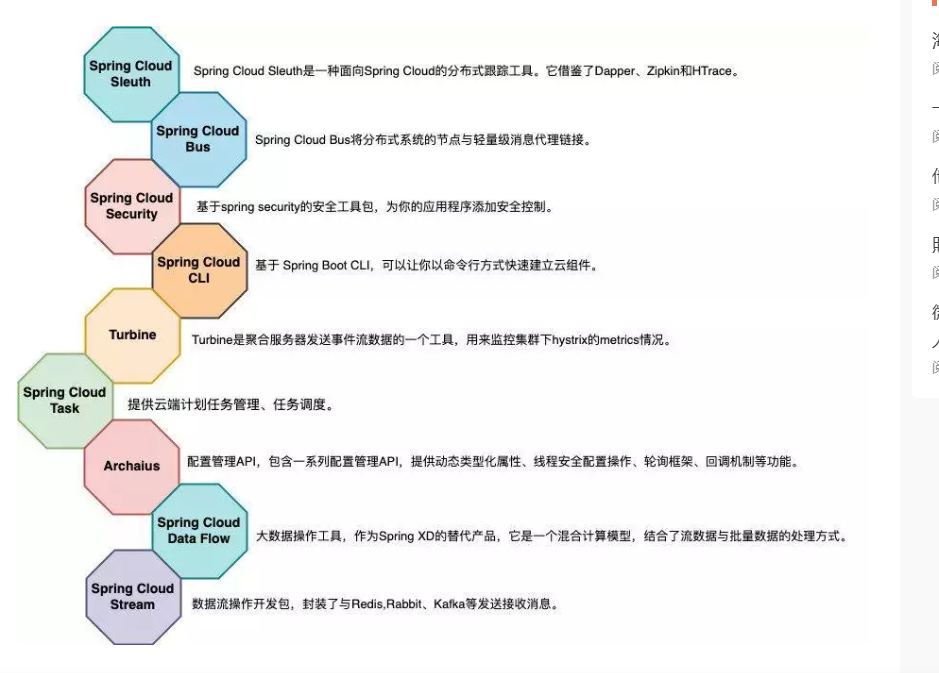 Spring Cloud
Sleuth
Spring Cloud Sleuth是一种面向Spring Cloud的分布式跟踪工具。它借鉴了Dapper、Zipkin和HTrace。
Spring Cloud
Bus
Spring Cloud Bus将分布式系统的节点与轻量级消息代理链接。
Spring Cloud
Security
基于spring security的安全工具包，为你的应用程序添加安全控制。
Spring Cloud
CLI
基于 Spring Boot CLI，可以让你以命令行方式快速建立云组件。
Turbine
Turbine是聚合服务器发送事件流数据的一个工具，用来监控集群下hystrix的metrics情况。
Spring Cloud
Task
提供云端计划任务管理、任务调度。
Archaius
配置管理API，包含一系列配置管理API，提供动态类型化属性、线程安全配置操作、轮询框架、回调机制等功能。
Spring Cloud
Data Flow
大数据操作工具，作为Spring XD的替代产品，它是一个混合计算模型，结合了流数据与批量数据的处理方式。
Spring Cloud
Stream
数据流操作开发包，封装了与Redis,Rabbit、Kafka等发送接收消息。